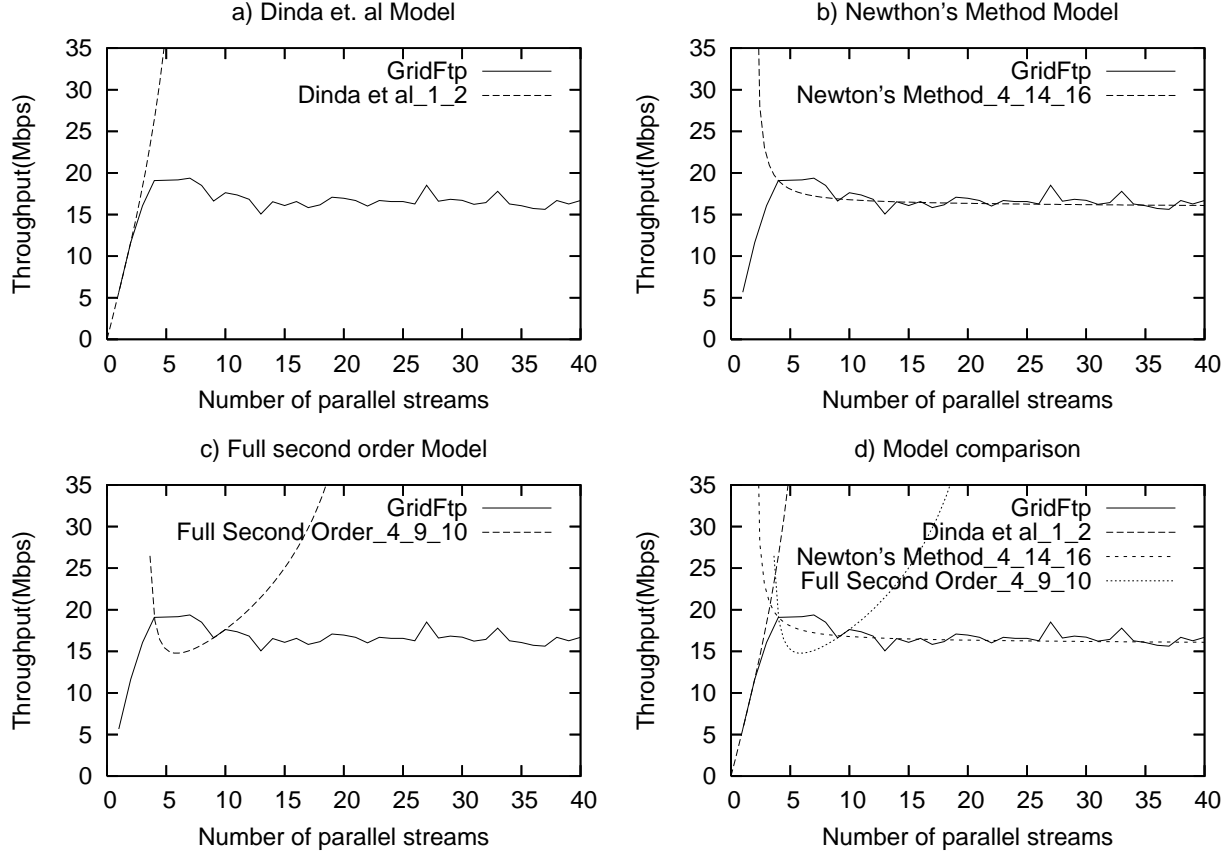 a) Dinda et. al Model
Throughput(Mbps)
35
30
25
20
15
10
5
0
GridFtp
Dinda et al_1_2
0 5 10 15 20 25 30 35 40
Number of parallel streams
b) Newthon's Method Model
Throughput(Mbps)
35
30
25
20
15
10
5
0
GridFtp
Newton's Method_4_14_16
0 5 10 15 20 25 30 35 40
Number of parallel streams
c) Full second order Model
Throughput(Mbps)
35
30
25
20
15
10
5
0
GridFtp
Full Second Order_4_9_10
0 5 10 15 20 25 30 35 40
Number of parallel streams
d) Model comparison
Throughput(Mbps)
35
30
25
20
15
10
5
0
GridFtp
Dinda et al_1_2
Newton's Method_4_14_16
Full Second Order_4_9_10
0 5 10 15 20 25 30 35 40
Number of parallel streams